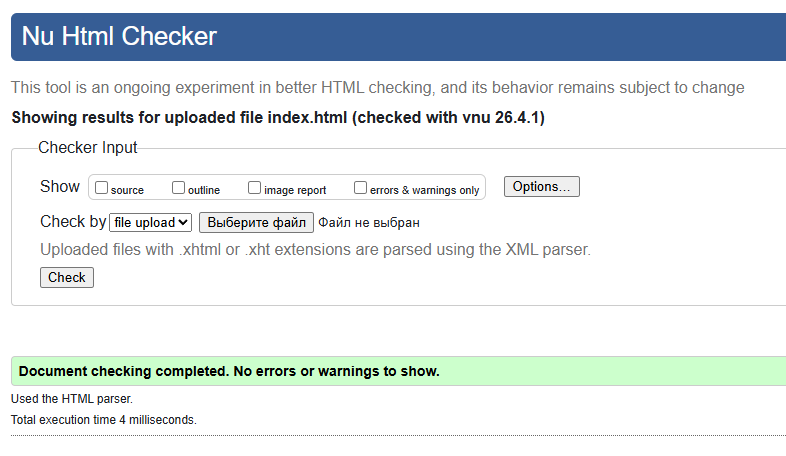 Nu Html Checker
This tool is an ongoing experiment in better HTML checking, and its behavior remains subject to change
Showing results for uploaded file index.html (checked with vnu 26.4.1)
Checker Input
Show source outline image report errors & warnings only Options...
Check by file upload Выберите файл Файл не выбран
Uploaded files with .xhtml or .xht extensions are parsed using the XML parser.
Check
Document checking completed. No errors or warnings to show.
Used the HTML parser.
Total execution time 4 milliseconds.